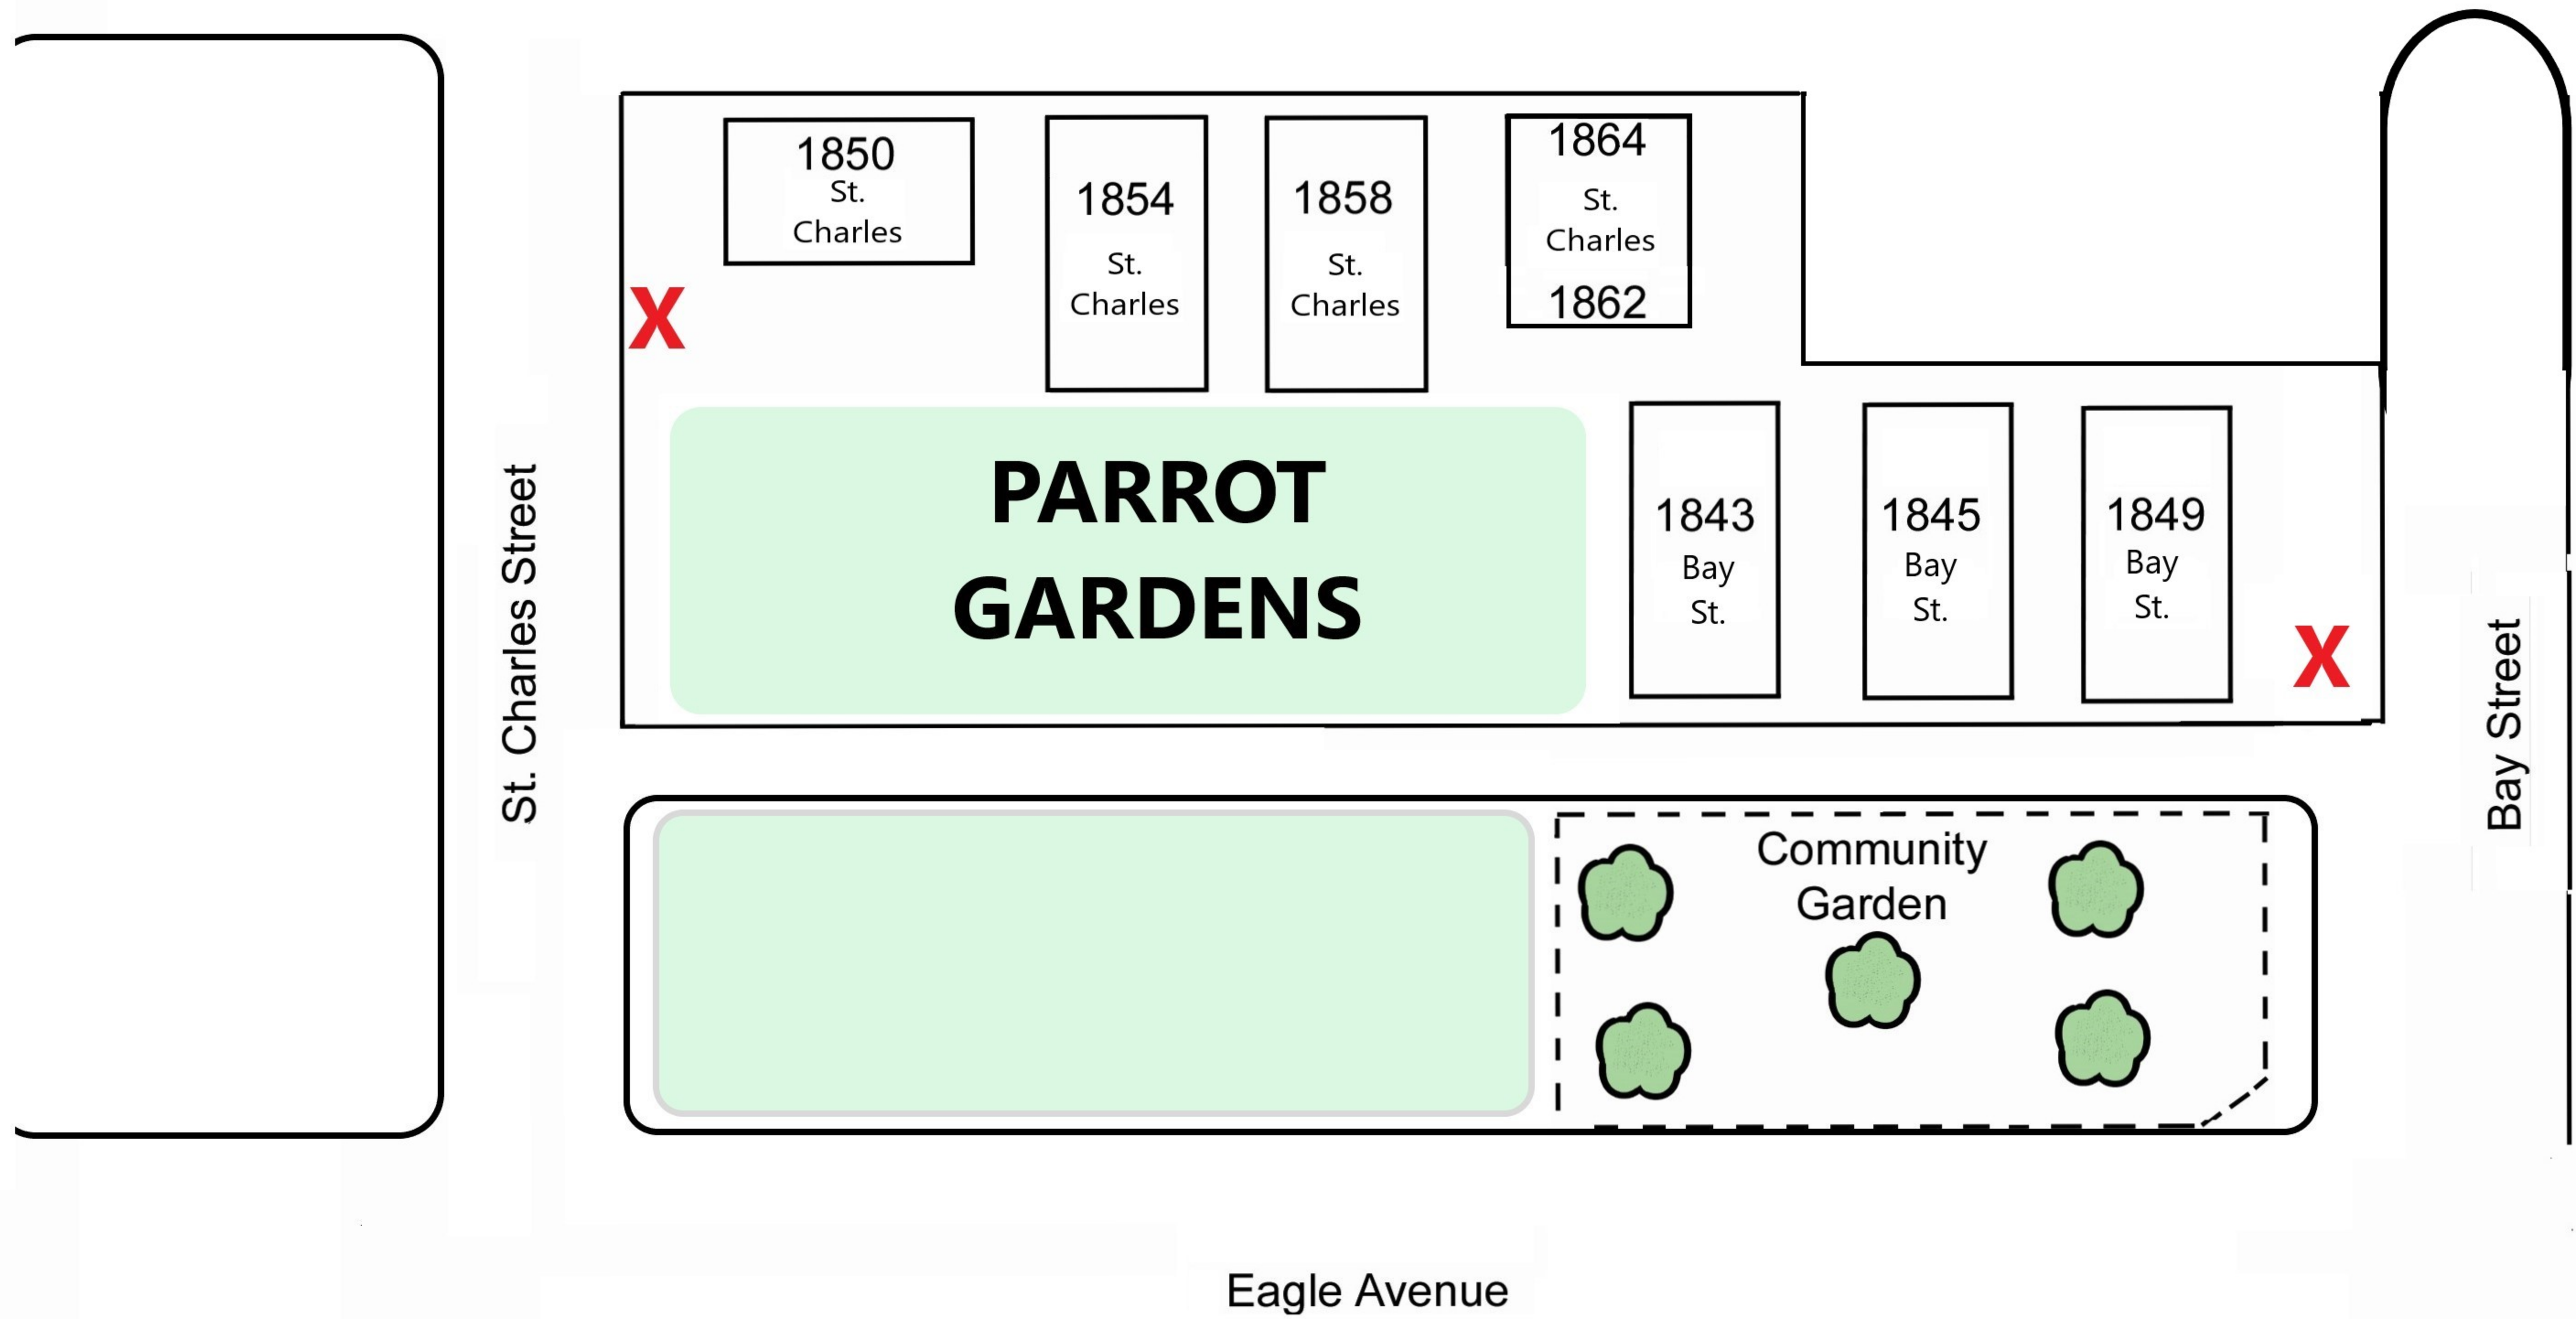 1850
St.
Charles
1854
St.
Charles
1858
St.
Charles
1864
St.
Charles
1862
X
PARROT
GARDENS
1843
Bay
St.
1845
Bay
St.
1849
Bay
St.
X
St. Charles Street
Bay Street
Community
Garden
Eagle Avenue